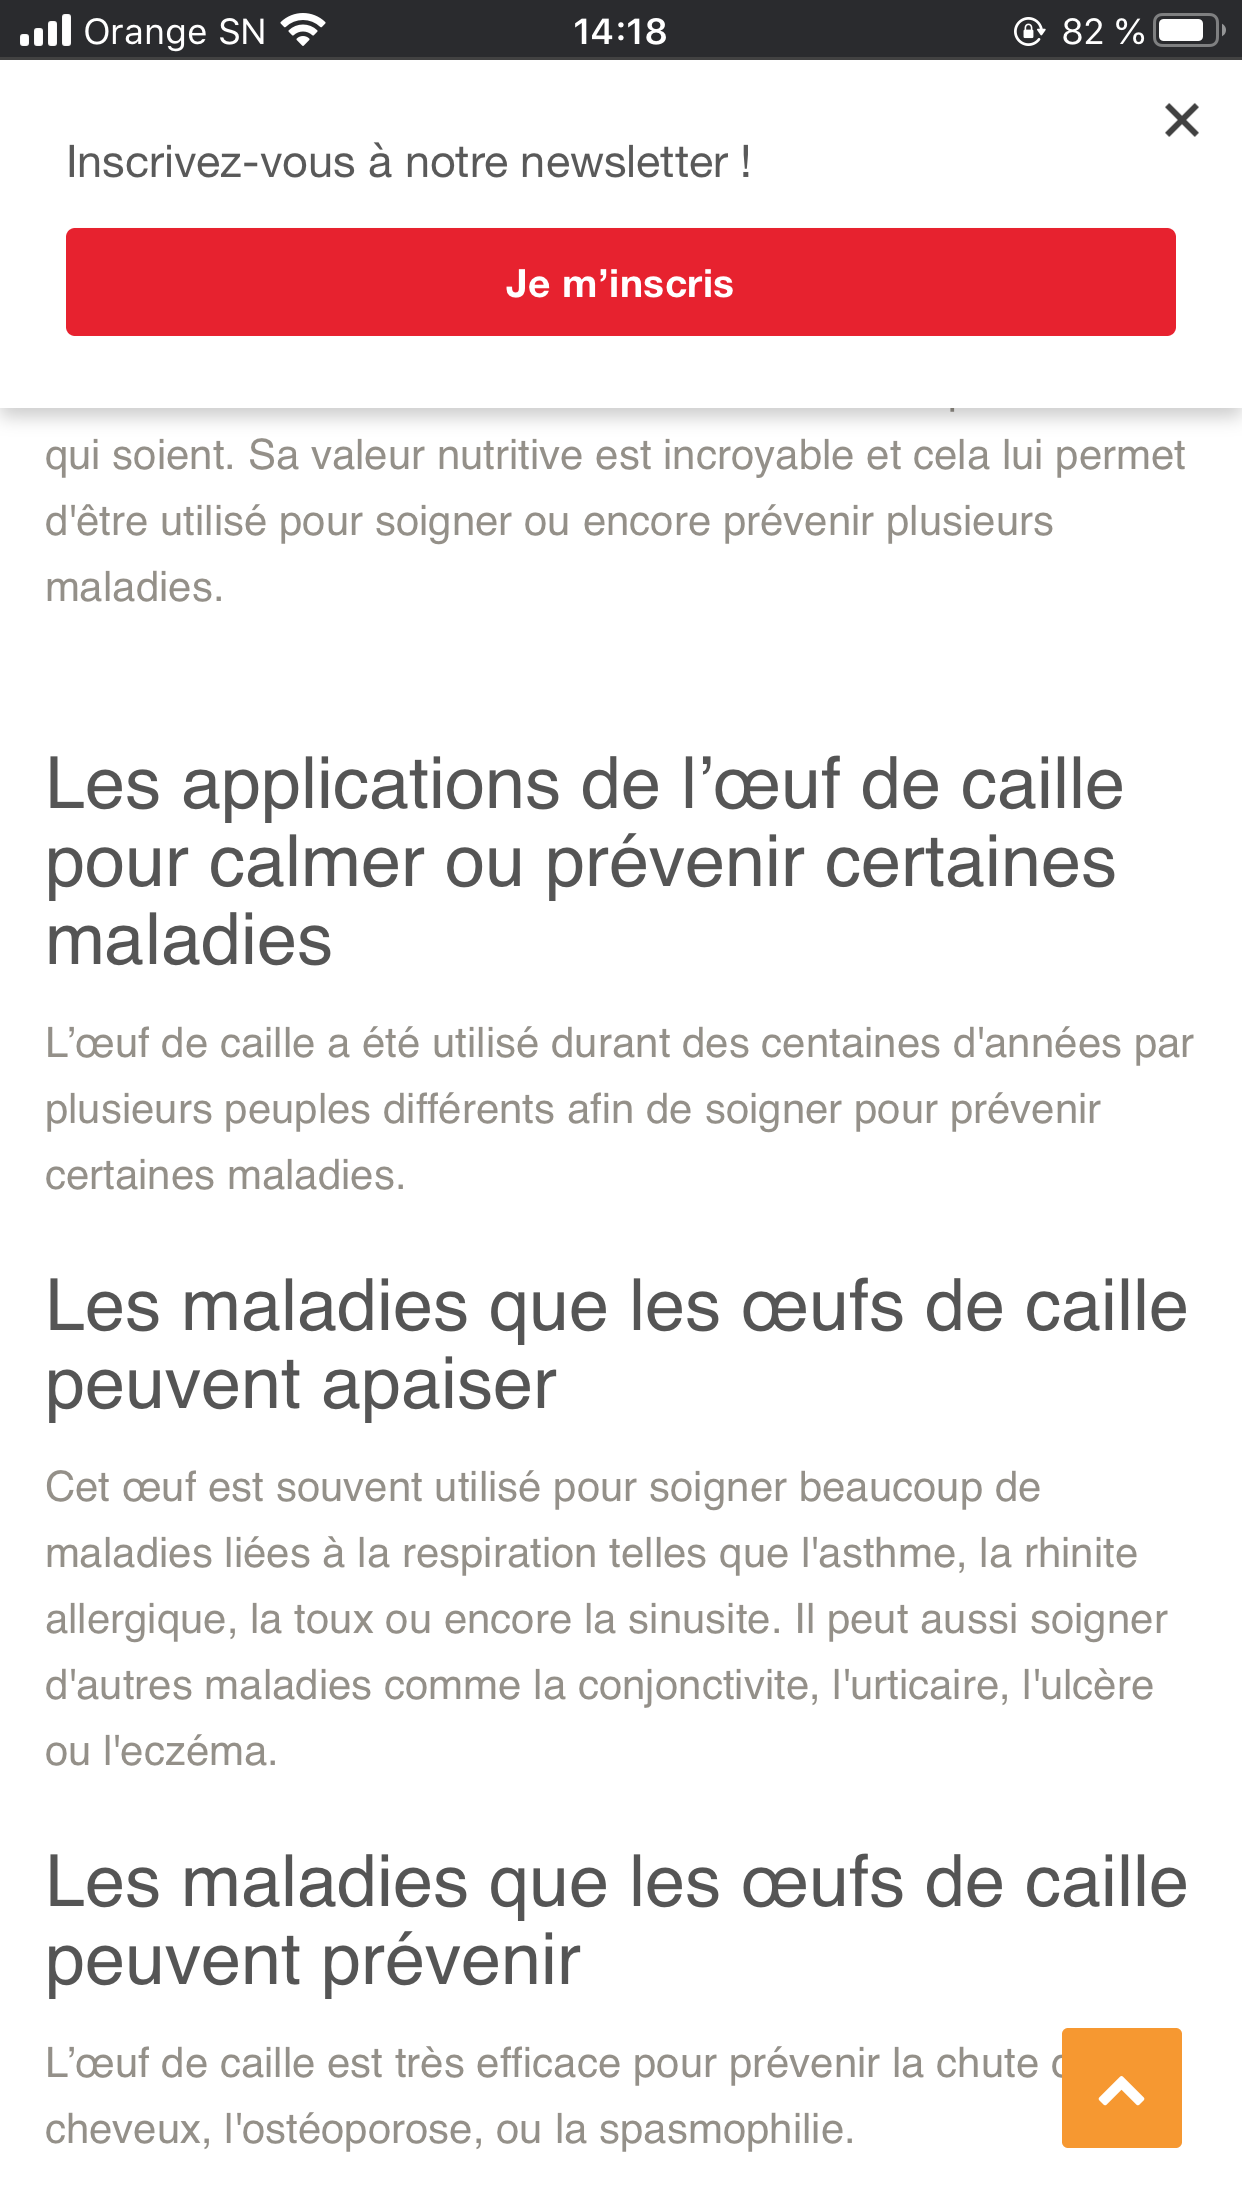 Orange SN
14:18
82 %
Inscrivez-vous à notre newsletter !
Je m’inscris
qui soient. Sa valeur nutritive est incroyable et cela lui permet
d'être utilisé pour soigner ou encore prévenir plusieurs
maladies.
Les applications de l’œuf de caille
pour calmer ou prévenir certaines
maladies
L’œuf de caille a été utilisé durant des centaines d'années par
plusieurs peuples différents afin de soigner pour prévenir
certaines maladies.
Les maladies que les œufs de caille
peuvent apaiser
Cet œuf est souvent utilisé pour soigner beaucoup de
maladies liées à la respiration telles que l'asthme, la rhinite
allergique, la toux ou encore la sinusite. Il peut aussi soigner
d'autres maladies comme la conjonctivite, l'urticaire, l'ulcère
ou l'eczéma.
Les maladies que les œufs de caille
peuvent prévenir
L’œuf de caille est très efficace pour prévenir la chute
cheveux, l'ostéoporose, ou la spasmophilie.